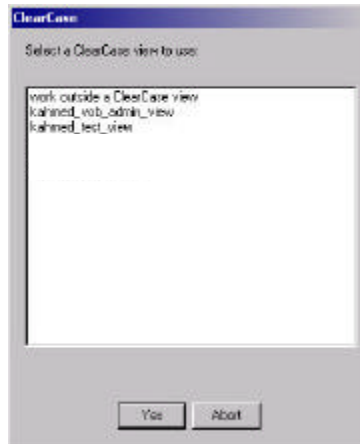 ClearCase
Select a ClearCase view to use:
work outside a ClearCase view
kahmed_vob_admin_view
kahmed_test_view
Yes
Abort